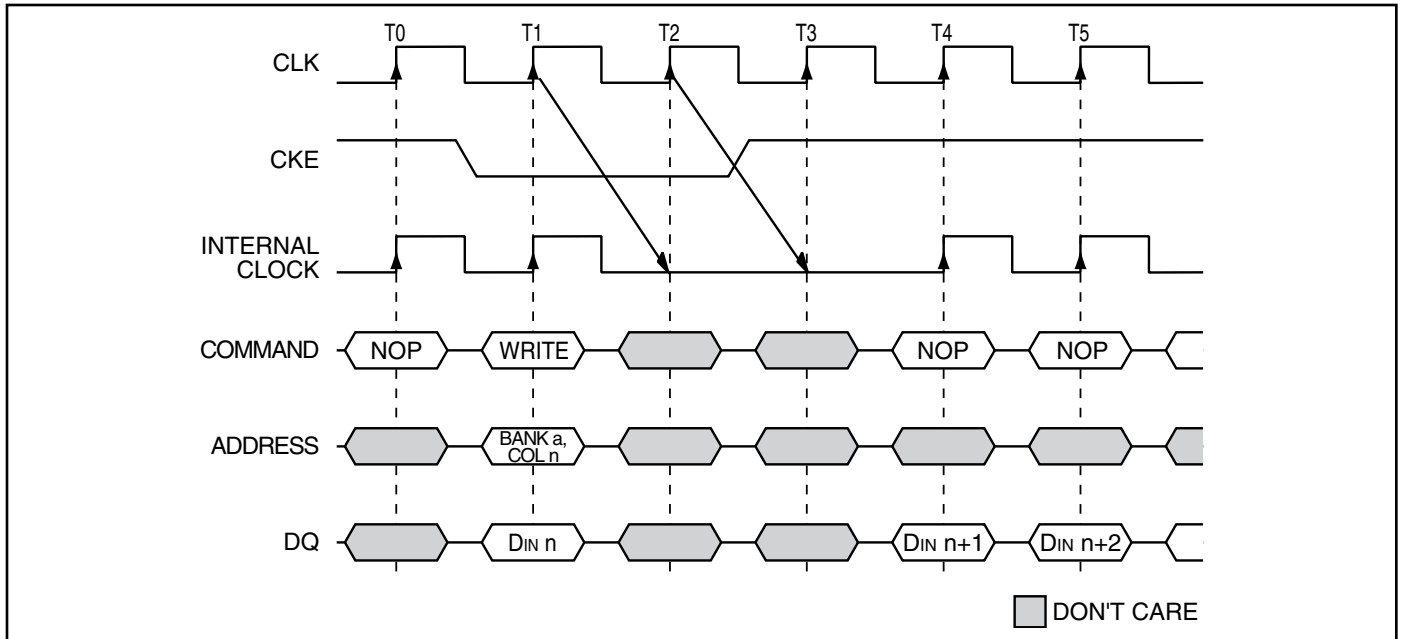 T0 T1 T2 T3 T4 T5
CLK
CKE
INTERNAL
CLOCK
COMMAND NOP WRITE NOP NOP
ADDRESS BANK a,
COL n
DQ DIN n DIN n+1 DIN n+2
DON'T CARE